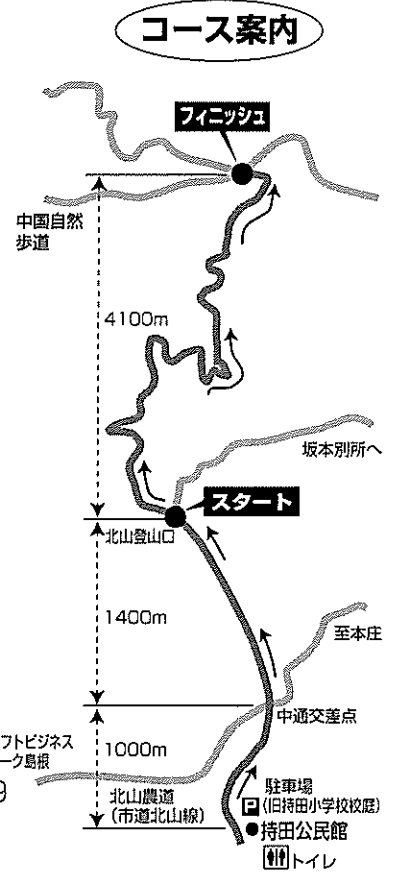 コース案内
フィニッシュ
中国自然
歩道
4100m
坂本別所へ
スタート
北山登山口
1400m
至本庄
中通交差点
フトビジネス
ーク島根
1000m
9
北山農道
(市道北山線)
駐車場
P(旧持田小学校校庭)
●持田公民館
トイレ